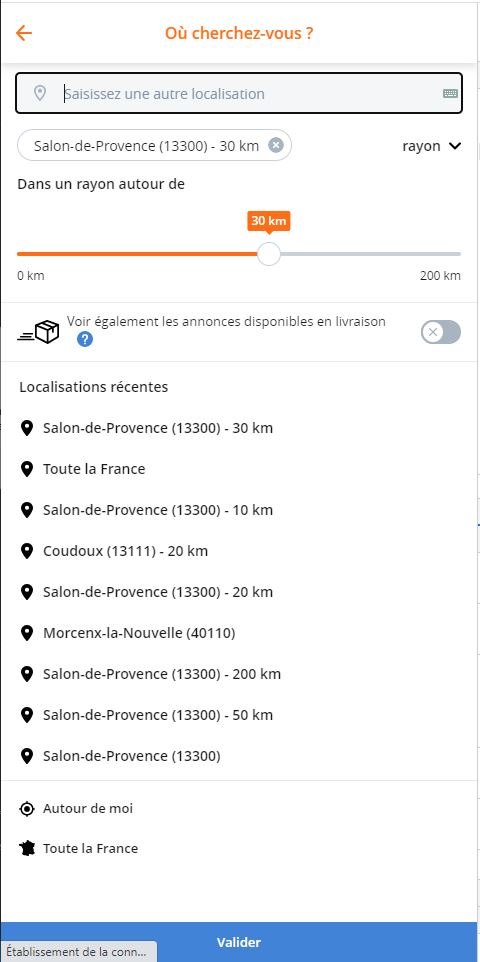 Où cherchez-vous ?
Saisissez une autre localisation
Salon-de-Provence (13300) - 30 km
rayon
Dans un rayon autour de
30 km
0 km
200 km
Voir également les annonces disponibles en livraison
?
Localisations récentes
Salon-de-Provence (13300) - 30 km
Toute la France
Salon-de-Provence (13300) - 10 km
Coudoux (13111) - 20 km
Salon-de-Provence (13300) - 20 km
Morcenx-la-Nouvelle (40110)
Salon-de-Provence (13300) - 200 km
Salon-de-Provence (13300) - 50 km
Salon-de-Provence (13300)
Autour de moi
Toute la France
Valider
Établissement de la conn...